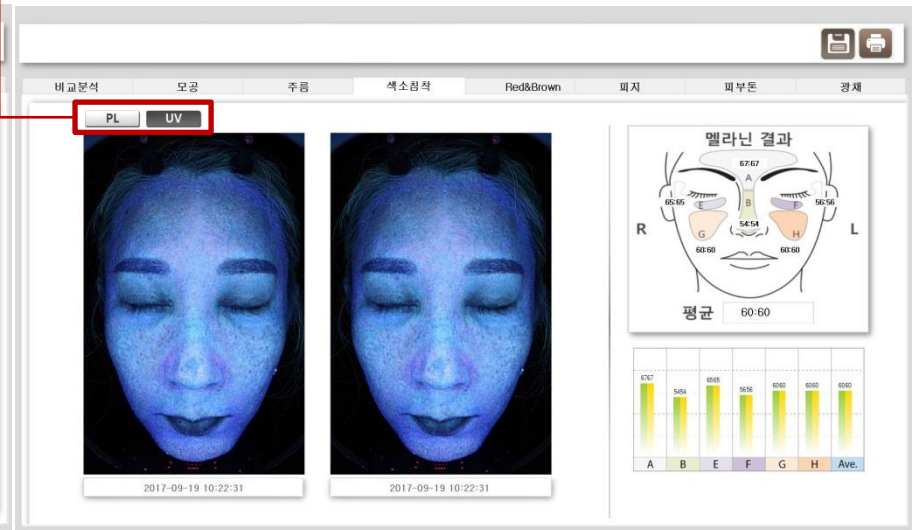 비교분석 모공 주름 색소침착 Red&Brown 피지 피부톤 광채
PL UV
멜라닌 결과
67:67
A
65:65 E B F 56:56
R G 54:54 H L
60:60 60:60
평균 60:60
6767 5454 6565 5656 6060 6060 6060
A B E F G H Ave.
2017-09-19 10:22:31 2017-09-19 10:22:31